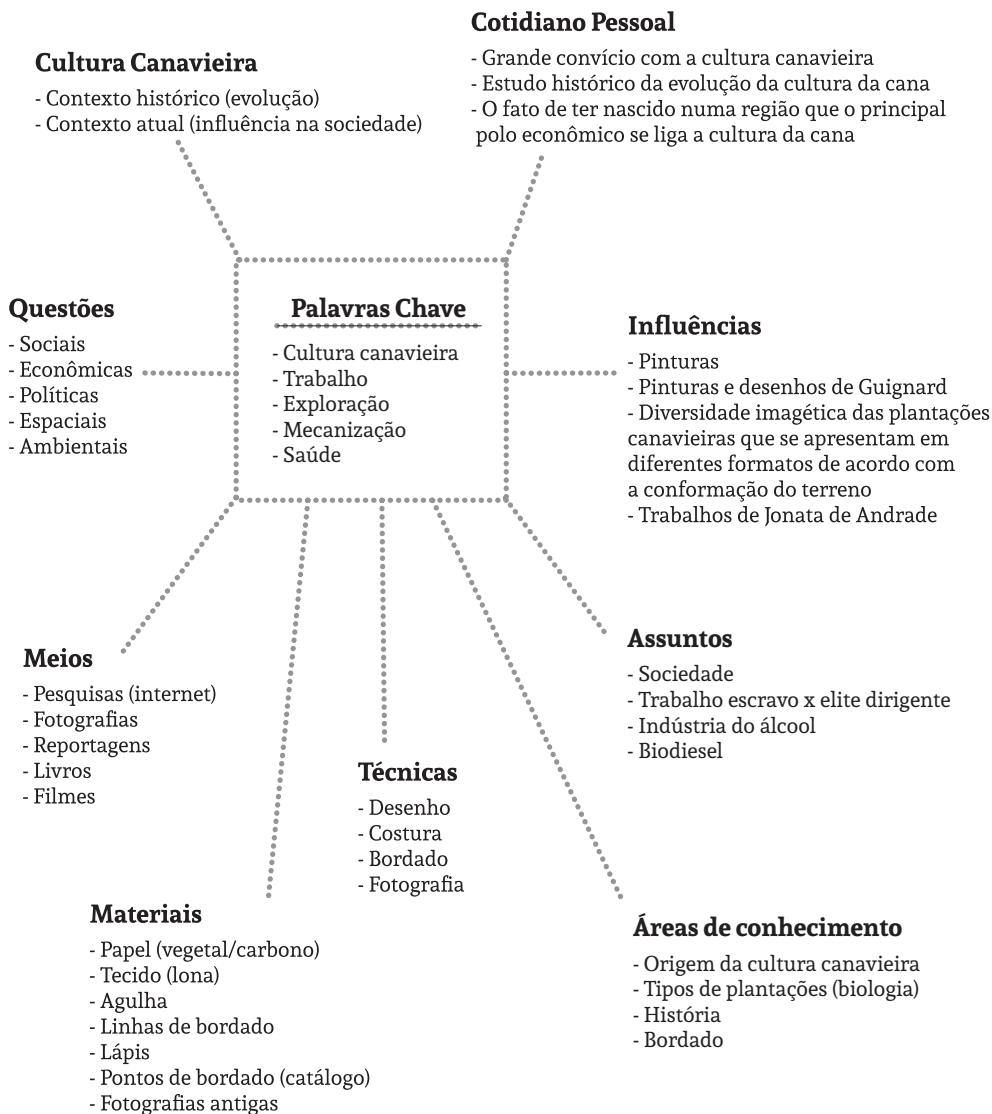 Cultura Canavieira
- Contexto histórico (evolução)
- Contexto atual (influência na sociedade)
Cotidiano Pessoal
- Grande convício com a cultura canavieira
- Estudo histórico da evolução da cultura da cana
- O fato de ter nascido numa região que o principal
polo econômico se liga a cultura da cana
Questões
- Sociais
- Econômicas
- Políticas
- Espaciais
- Ambientais
Palavras Chave
- Cultura canavieira
- Trabalho
- Exploração
- Mecanização
- Saúde
Influências
- Pinturas
- Pinturas e desenhos de Guignard
- Diversidade imagética das plantações
canavieiras que se apresentam em
diferentes formatos de acordo com
a conformação do terreno
- Trabalhos de Jonata de Andrade
Meios
- Pesquisas (internet)
- Fotografias
- Reportagens
- Livros
- Filmes
Técnicas
- Desenho
- Costura
- Bordado
- Fotografia
Assuntos
- Sociedade
- Trabalho escravo x elite dirigente
- Indústria do álcool
- Biodiesel
Materiais
- Papel (vegetal/carbono)
- Tecido (lona)
- Agulha
- Linhas de bordado
- Lápis
- Pontos de bordado (catálogo)
- Fotografias antigas
Áreas de conhecimento
- Origem da cultura canavieira
- Tipos de plantações (biologia)
- História
- Bordado